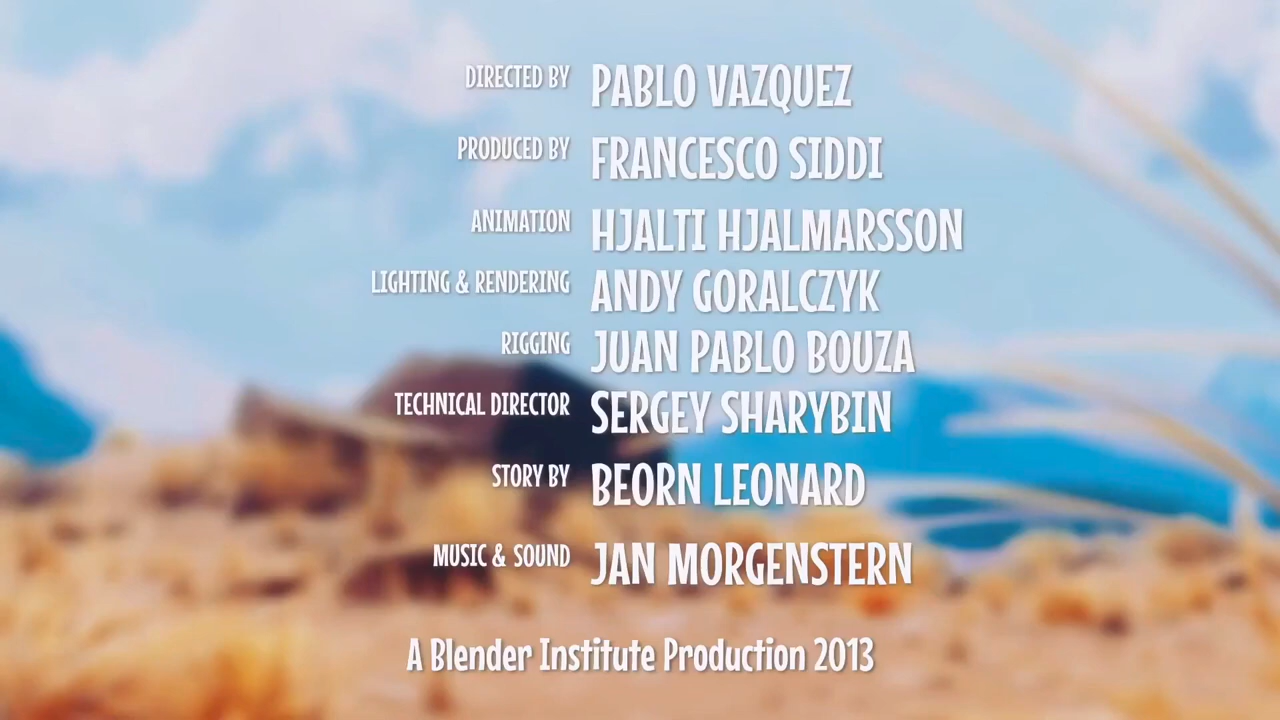 DIRECTED BY PABLO VAZQUEZ
PRODUCED BY FRANCESCO SIDDI
ANIMATION HJALTI HJALMARSSON
LIGHTING & RENDERING ANDY GORALCZYK
RIGGING JUAN PABLO BOUZA
TECHNICAL DIRECTOR SERGEY SHARYBIN
STORY BY BEORN LEONARD
MUSIC & SOUND JAN MORGENSTERN
A Blender Institute Production 2013